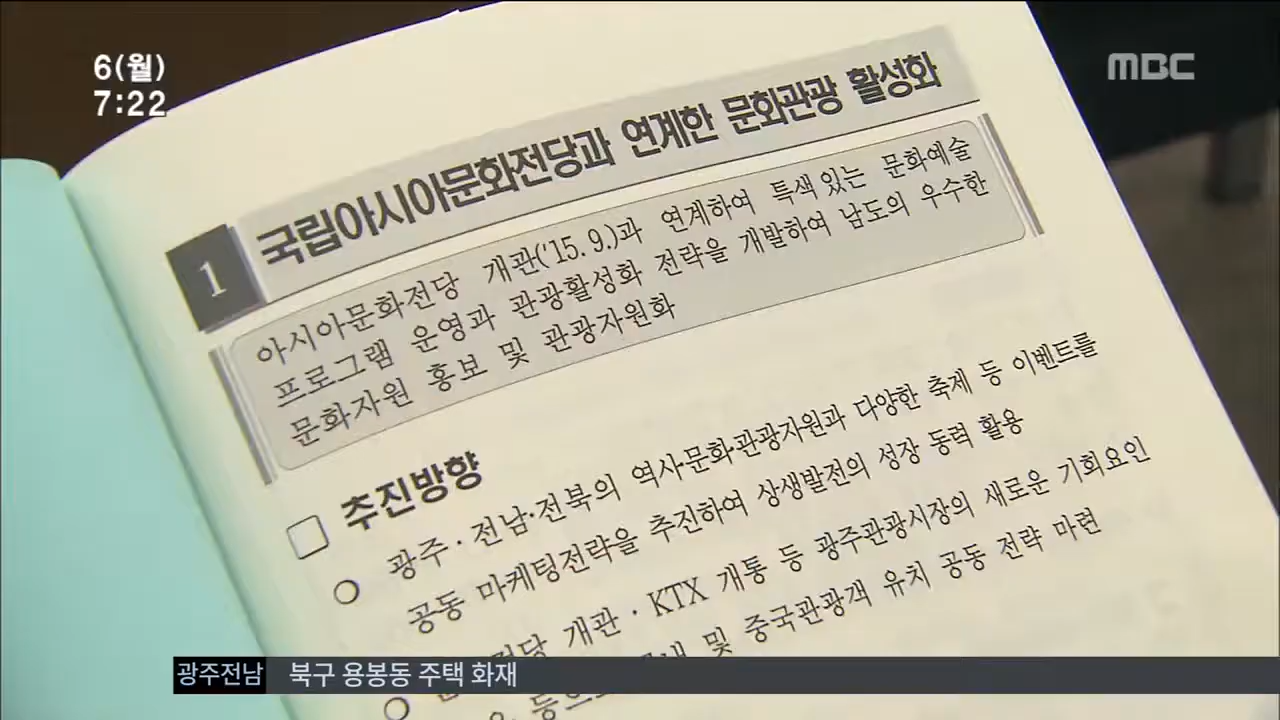 6(월)
7:22
MBC
1 국립아시아문화전당과 연계한 문화관광 활성화
아시아문화전당 개관('15. 9.)과 연계하여 특색 있는 문화예술
프로그램 운영과 관광활성화 전략을 개발하여 남도의 우수한
문화자원 홍보 및 관광자원화
□ 추진방향
○ 광주·전남·전북의 역사·문화·관광자원과 다양한 축제 등 이벤트를
공동 마케팅전략을 추진하여 상생발전의 성장 동력 활용
○ 개관·KTX 개통 등 광주관광시장의 새로운 기회요인
및 중국관광객 유치 공동 전략 마련
광주전남 북구 용봉동 주택 화재